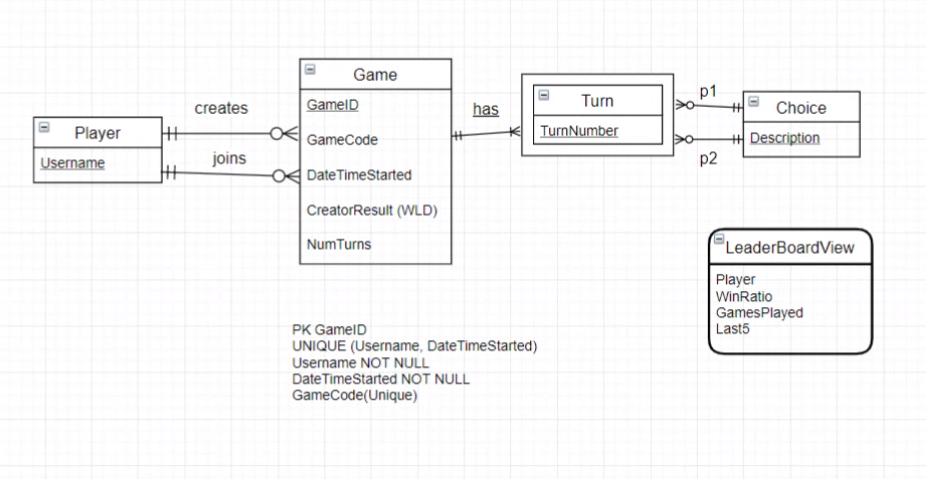 Player
Username
creates
joins
Game
GameID
GameCode
DateTimeStarted
CreatorResult (WLD)
NumTurns
has
Turn
TurnNumber
p1
p2
Choice
Description
LeaderBoardView
Player
WinRatio
GamesPlayed
Last5
PK GameID
UNIQUE (Username, DateTimeStarted)
Username NOT NULL
DateTimeStarted NOT NULL
GameCode(Unique)